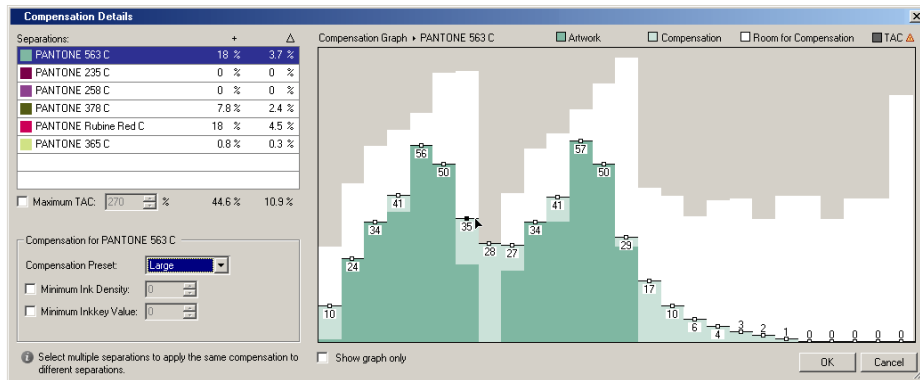 Compensation Details
Separations: + Δ
PANTONE 563 C 18 % 3.7 %
PANTONE 235 C 0 % 0 %
PANTONE 258 C 0 % 0 %
PANTONE 378 C 7.8 % 2.4 %
PANTONE Rubine Red C 18 % 4.5 %
PANTONE 365 C 0.8 % 0.3 %
Maximum TAC: 270 % 44.6 % 10.9 %
Compensation for PANTONE 563 C
Compensation Preset: Large
Minimum Ink Density: 0
Minimum Inkkey Value: 0
Select multiple separations to apply the same compensation to
different separations.
Compensation Graph ▸ PANTONE 563 C Artwork Compensation Room for Compensation TAC
10 24 34 41 56 50 35 28 27 34 41 57 50 29 17 10 6 4 3 2 1 0 0 0 0 0
Show graph only
OK Cancel